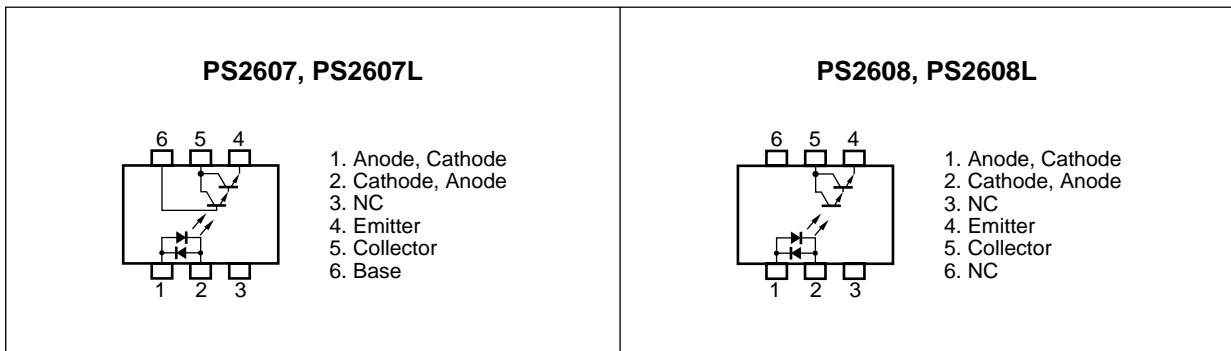 PS2607, PS2607L
6 5 4
1. Anode, Cathode
2. Cathode, Anode
3. NC
4. Emitter
5. Collector
6. Base
1 2 3
PS2608, PS2608L
6 5 4
1. Anode, Cathode
2. Cathode, Anode
3. NC
4. Emitter
5. Collector
6. NC
1 2 3